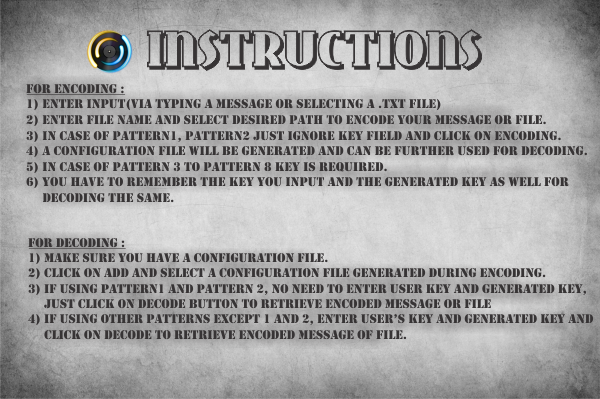 INSTRUCTIONS
FOR ENCODING :
1) ENTER INPUT(VIA TYPING A MESSAGE OR SELECTING A .TXT FILE)
2) ENTER FILE NAME AND SELECT DESIRED PATH TO ENCODE YOUR MESSAGE OR FILE.
3) IN CASE OF PATTERN1, PATTERN2 JUST IGNORE KEY FIELD AND CLICK ON ENCODING.
4) A CONFIGURATION FILE WILL BE GENERATED AND CAN BE FURTHER USED FOR DECODING.
5) IN CASE OF PATTERN 3 TO PATTERN 8 KEY IS REQUIRED.
6) YOU HAVE TO REMEMBER THE KEY YOU INPUT AND THE GENERATED KEY AS WELL FOR
DECODING THE SAME.
FOR DECODING :
1) MAKE SURE YOU HAVE A CONFIGURATION FILE.
2) CLICK ON ADD AND SELECT A CONFIGURATION FILE GENERATED DURING ENCODING.
3) IF USING PATTERN1 AND PATTERN 2, NO NEED TO ENTER USER KEY AND GENERATED KEY,
JUST CLICK ON DECODE BUTTON TO RETRIEVE ENCODED MESSAGE OR FILE
4) IF USING OTHER PATTERNS EXCEPT 1 AND 2, ENTER USER'S KEY AND GENERATED KEY AND
CLICK ON DECODE TO RETRIEVE ENCODED MESSAGE OF FILE.